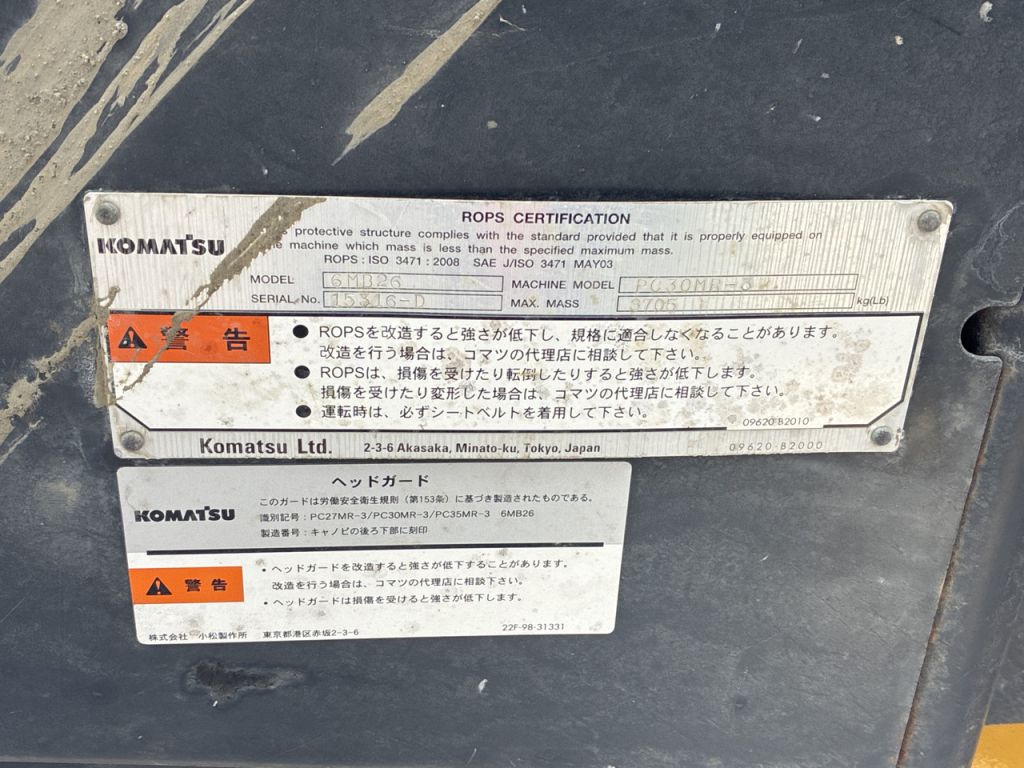 ROPS CERTIFICATION
KOMATSU
protective structure complies with the standard provided that it is properly equipped on
machine which mass is less than the specified maximum mass.
ROPS : ISO 3471 : 2008 SAE J/ISO 3471 MAY03
MODEL 6MB26 MACHINE MODEL PC30MR-3
SERIAL No. 15316-D MAX. MASS 3705 kg(Lb)
警告
● ROPSを改造すると強さが低下し、規格に適合しなくなることがあります。
改造を行う場合は、コマツの代理店に相談して下さい。
● ROPSは、損傷を受けたり転倒したりすると強さが低下します。
損傷を受けたり変形した場合は、コマツの代理店に相談して下さい。
● 運転時は、必ずシートベルトを着用して下さい。
09620-B2010
Komatsu Ltd. 2-3-6 Akasaka, Minato-ku, Tokyo, Japan 09620-B2000
ヘッドガード
KOMATSU
このガードは労働安全衛生規則（第153条）に基づき製造されたものである。
識別記号：PC27MR-3/PC30MR-3/PC35MR-3 6MB26
製造番号：キャノピの後ろ下部に刻印
警告
・ヘッドガードを改造すると強さが低下することがあります。
改造を行う場合は、コマツの代理店に相談下さい。
・ヘッドガードは損傷を受けると強さが低下します。
株式会社 小松製作所 東京都港区赤坂2-3-6 22F-98-31331